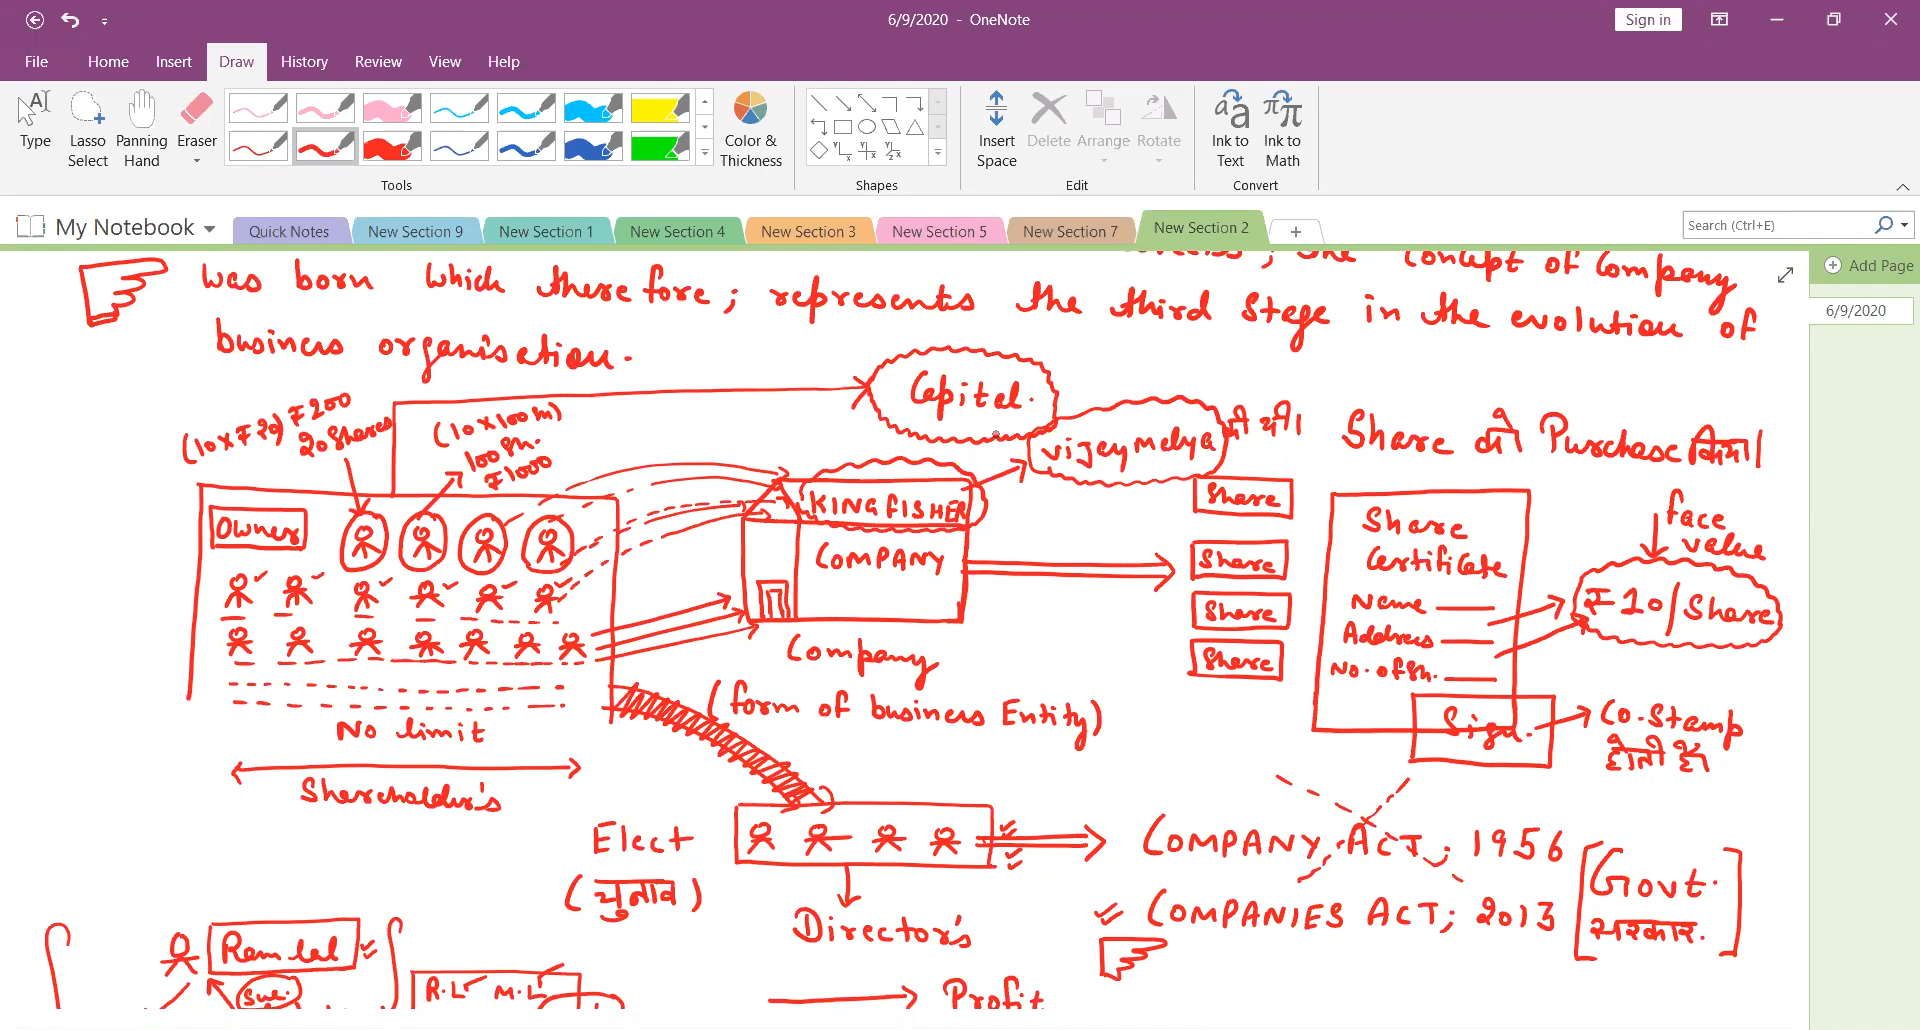 6/9/2020 - OneNote
Sign in
File Home Insert Draw History Review View Help
Type
Lasso Select
Panning Hand
Eraser
Color & Thickness
Insert Space
Delete
Arrange
Rotate
Ink to Text
Ink to Math
Tools
Shapes
Edit
Convert
My Notebook
Quick Notes
New Section 9
New Section 1
New Section 4
New Section 3
New Section 5
New Section 7
New Section 2
+
Search (Ctrl+E)
Add Page
6/9/2020
the concept of Company
was born which therefore; represents the third stage in the evolution of
business organisation.
Capital.
(10x₹20) ₹200
20 Shares
(10x100m)
100 Sh.
₹1000
vijay malya
Share को Purchase किया
Owner
KINGFISHER
COMPANY
Share
Share
Share
Share
Share
Certificate
Name
Address
No. of Sh.
Sign.
face
value
₹10/Share
Company
(form of business Entity)
Co. Stamp
होती है।
No limit
Shareholder's
Elect
(चुनाव)
Director's
COMPANY ACT, 1956
COMPANIES ACT; 2013
[Govt.
सरकार.]
Ram lal
Sue.
R.L M.L
Profit